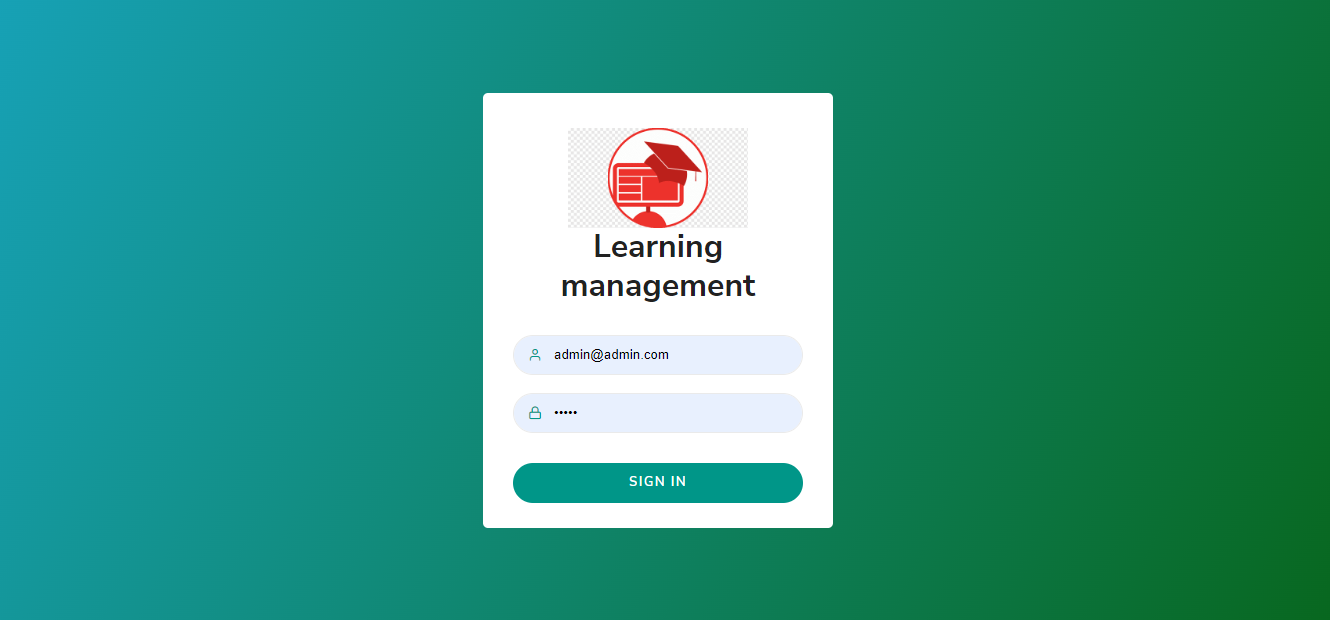 Learning
management
admin@admin.com
•••••
SIGN IN